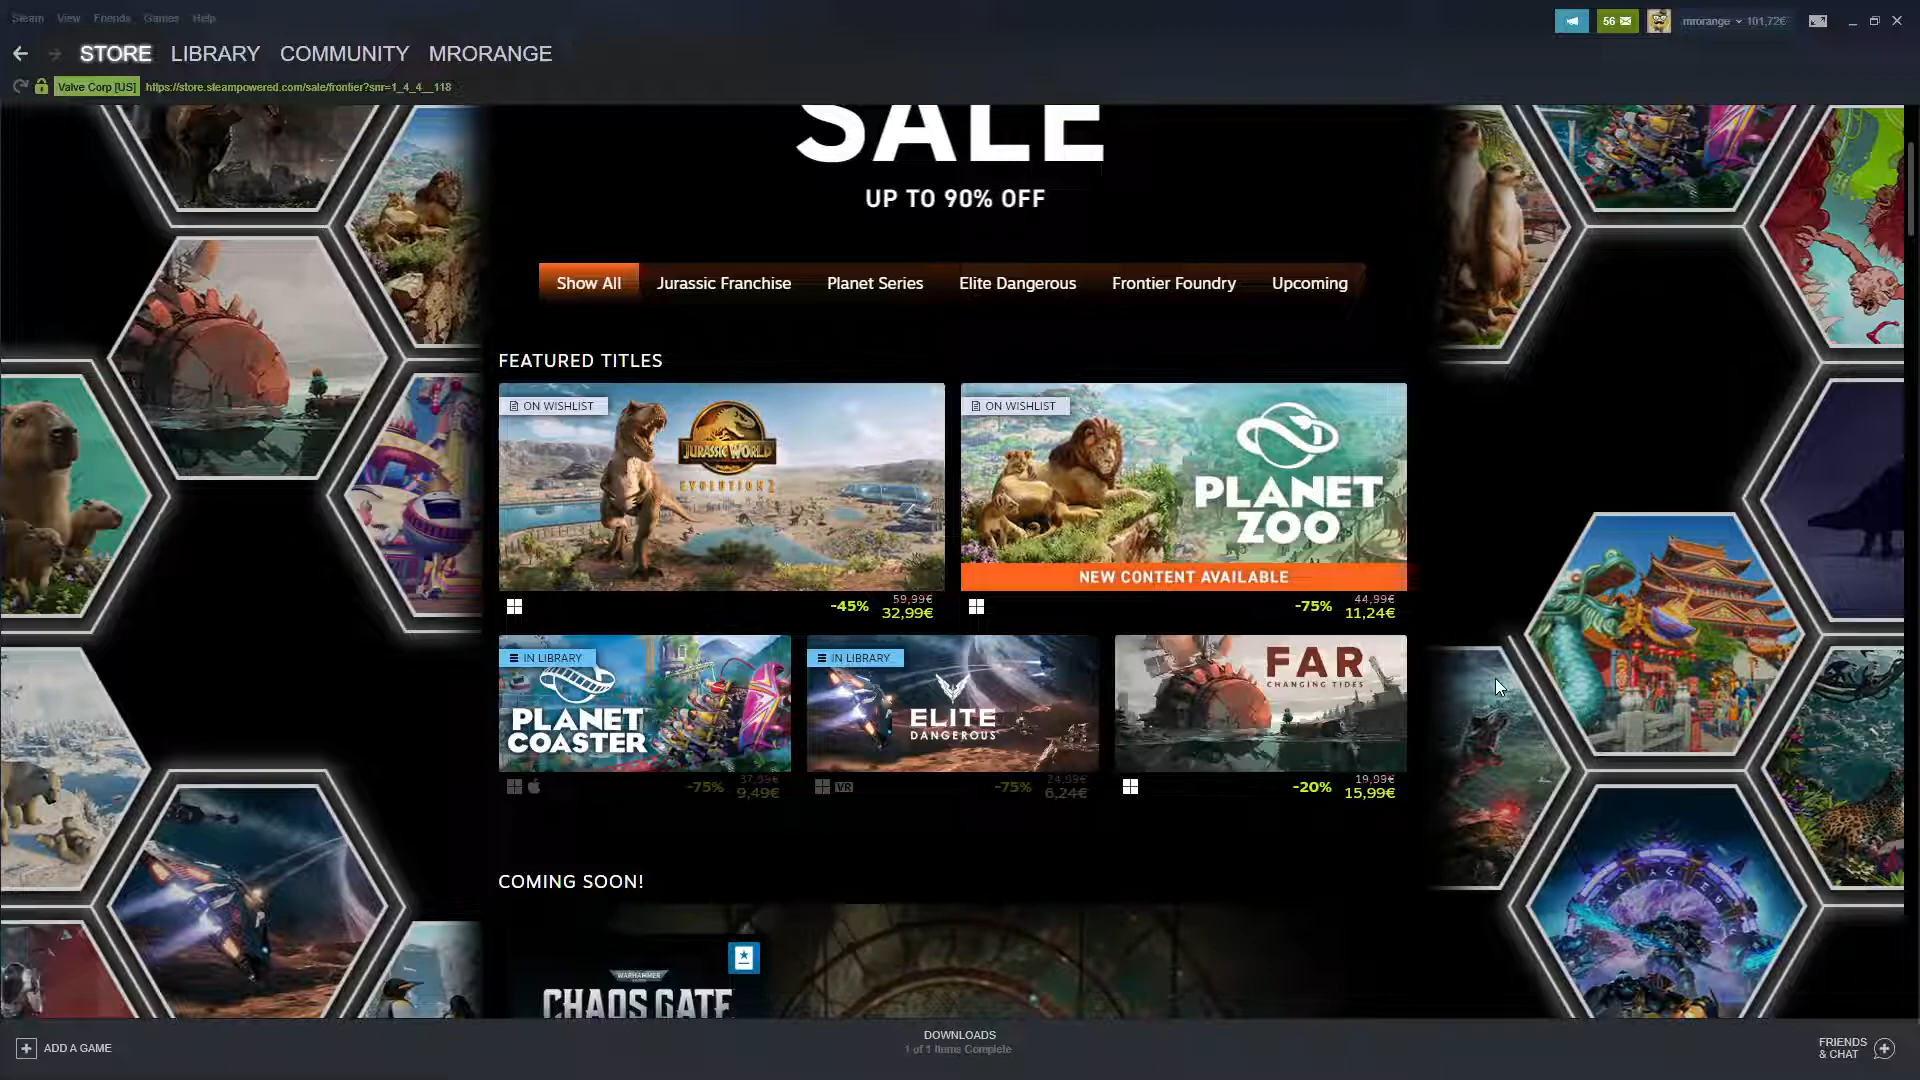 Steam View Friends Games Help
56
mrorange 101,72€
STORE LIBRARY COMMUNITY MRORANGE
Valve Corp [US] https://store.steampowered.com/sale/frontier?snr=1_4_4__118
SALE
UP TO 90% OFF
Show All Jurassic Franchise Planet Series Elite Dangerous Frontier Foundry Upcoming
FEATURED TITLES
ON WISHLIST
JURASSIC WORLD
EVOLUTION 2
ON WISHLIST
PLANET
ZOO
NEW CONTENT AVAILABLE
-45% 59,99€
32,99€
-75% 44,99€
11,24€
IN LIBRARY
PLANET
COASTER
IN LIBRARY
ELITE
DANGEROUS
FAR
CHANGING TIDES
-75% 37,99€
9,49€
VR -75% 24,99€
6,24€
-20% 19,99€
15,99€
COMING SOON!
WARHAMMER
CHAOS GATE
ADD A GAME
DOWNLOADS
1 of 1 Items Complete
FRIENDS
& CHAT